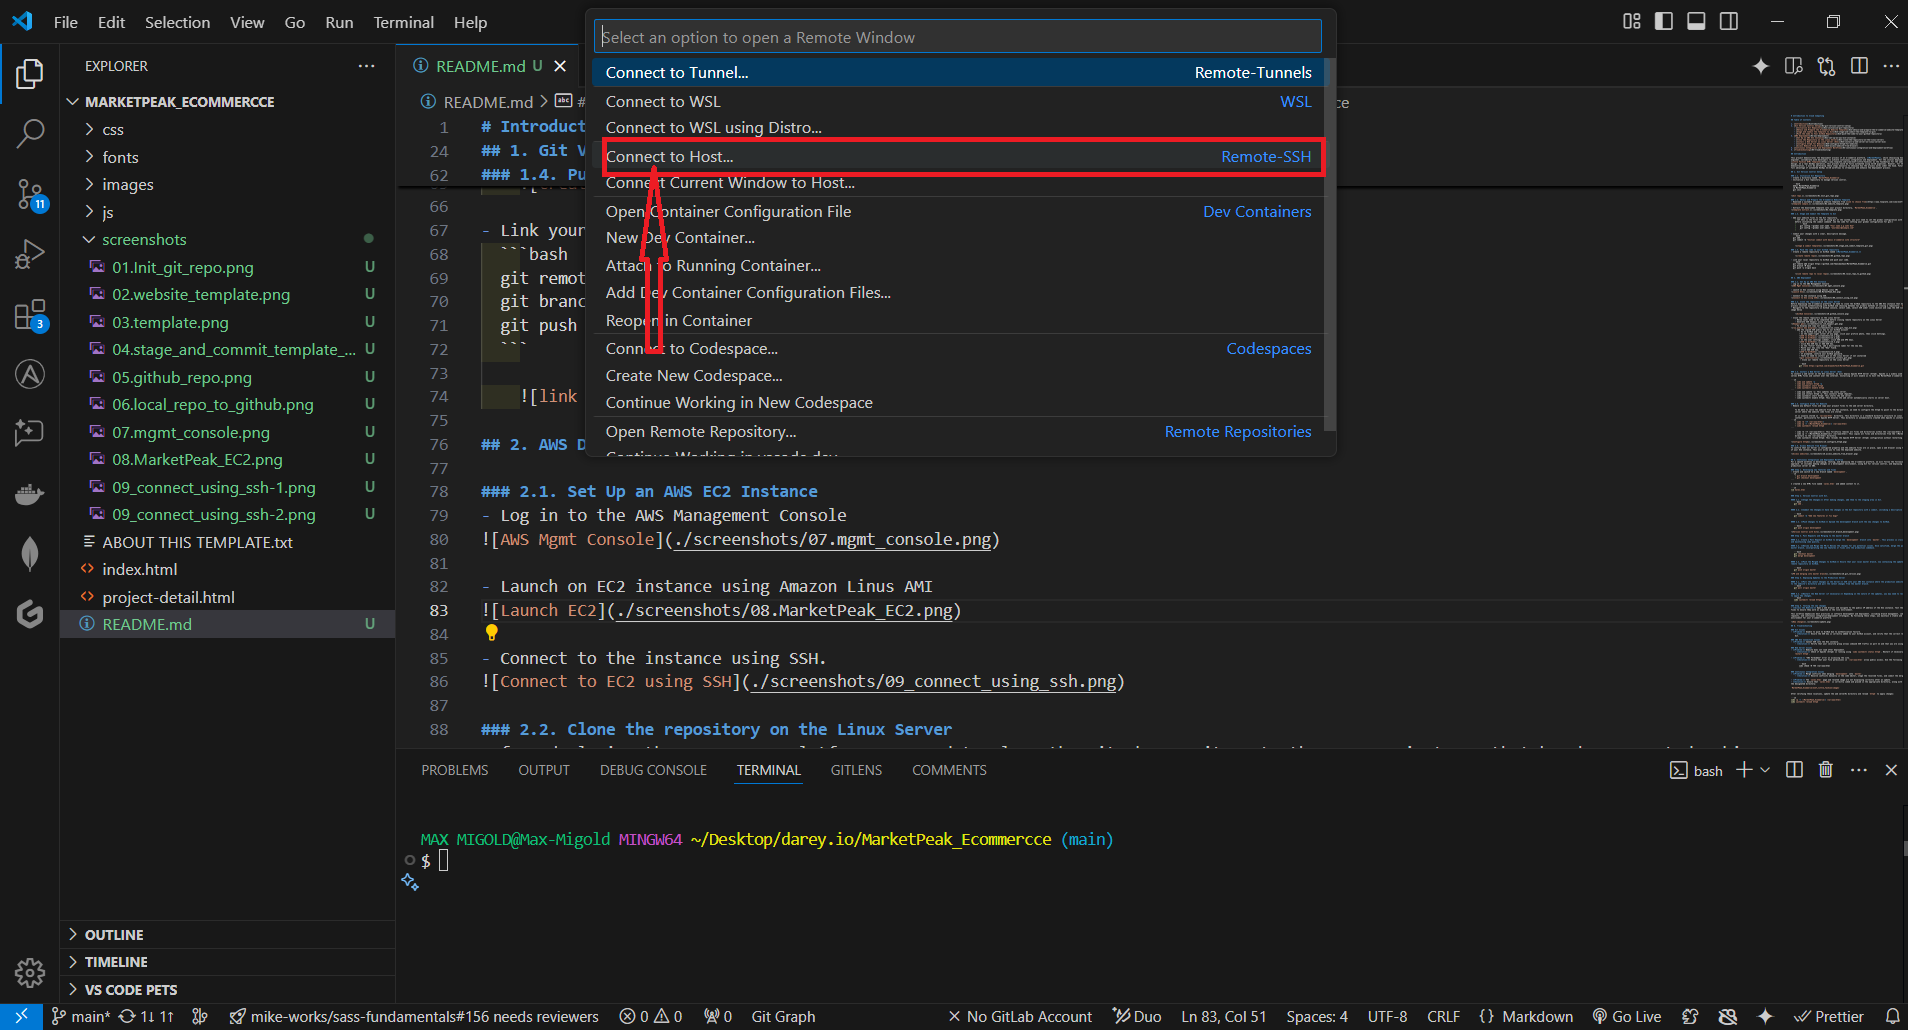 File Edit Selection View Go Run Terminal Help
Select an option to open a Remote Window
Connect to Tunnel... Remote-Tunnels
Connect to WSL WSL
Connect to WSL using Distro...
Connect to Host... Remote-SSH
Connect Current Window to Host...
Open Container Configuration File Dev Containers
New Dev Container...
Attach to Running Container...
Add Dev Container Configuration Files...
Reopen in Container
Connect to Codespace... Codespaces
Create New Codespace...
Continue Working in New Codespace
Open Remote Repository... Remote Repositories
Continue Working in vscode.dev
EXPLORER
MARKETPEAK_ECOMMERCCE
css
fonts
images
js
screenshots
01.Init_git_repo.png U
02.website_template.png U
03.template.png U
04.stage_and_commit_template_... U
05.github_repo.png U
06.local_repo_to_github.png U
07.mgmt_console.png U
08.MarketPeak_EC2.png U
09_connect_using_ssh-1.png U
09_connect_using_ssh-2.png U
ABOUT THIS TEMPLATE.txt
index.html
project-detail.html
README.md U
OUTLINE
TIMELINE
VS CODE PETS
11
3
README.md U
README.md > abc # ce
1 # Introduct
24 ## 1. Git V
62 ### 1.4. Pu
66
67 - Link your
68 ```bash
69 git remot
70 git branc
71 git push
72 ```
73
74 ![link
75
76 ## 2. AWS D
77
78 ### 2.1. Set Up an AWS EC2 Instance
79 - Log in to the AWS Management Console
80 ![AWS Mgmt Console](./screenshots/07.mgmt_console.png)
81
82 - Launch on EC2 instance using Amazon Linus AMI
83 ![Launch EC2](./screenshots/08.MarketPeak_EC2.png)
84
85 - Connect to the instance using SSH.
86 ![Connect to EC2 using SSH](./screenshots/09_connect_using_ssh.png)
87
88 ### 2.2. Clone the repository on the Linux Server
PROBLEMS OUTPUT DEBUG CONSOLE TERMINAL GITLENS COMMENTS
bash
MAX MIGOLD@Max-Migold MINGW64 ~/Desktop/darey.io/MarketPeak_Ecommercce (main)
$
main* 1↓ 1↑ mike-works/sass-fundamentals#156 needs reviewers 0 0 0 Git Graph No GitLab Account Duo Ln 83, Col 51 Spaces: 4 UTF-8 CRLF {} Markdown Go Live Prettier